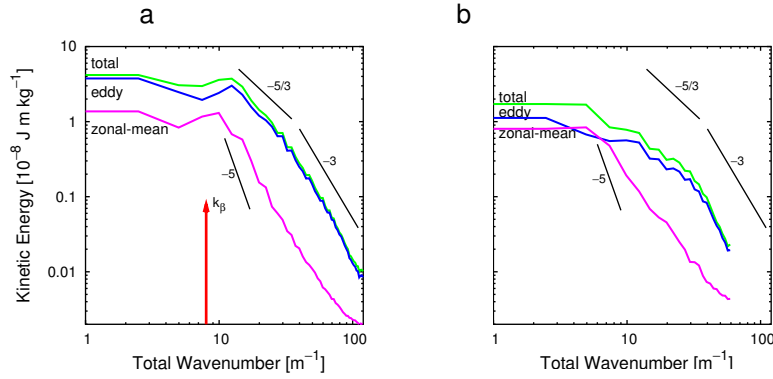 a
b
Kinetic Energy [10⁻⁸ J m kg⁻¹]
10
1
0.1
0.01
total
eddy
zonal-mean
−5/3
−3
−5
kβ
1
10
100
Total Wavenumber [m⁻¹]
total
eddy
zonal-mean
−5/3
−3
−5
1
10
100
Total Wavenumber [m⁻¹]